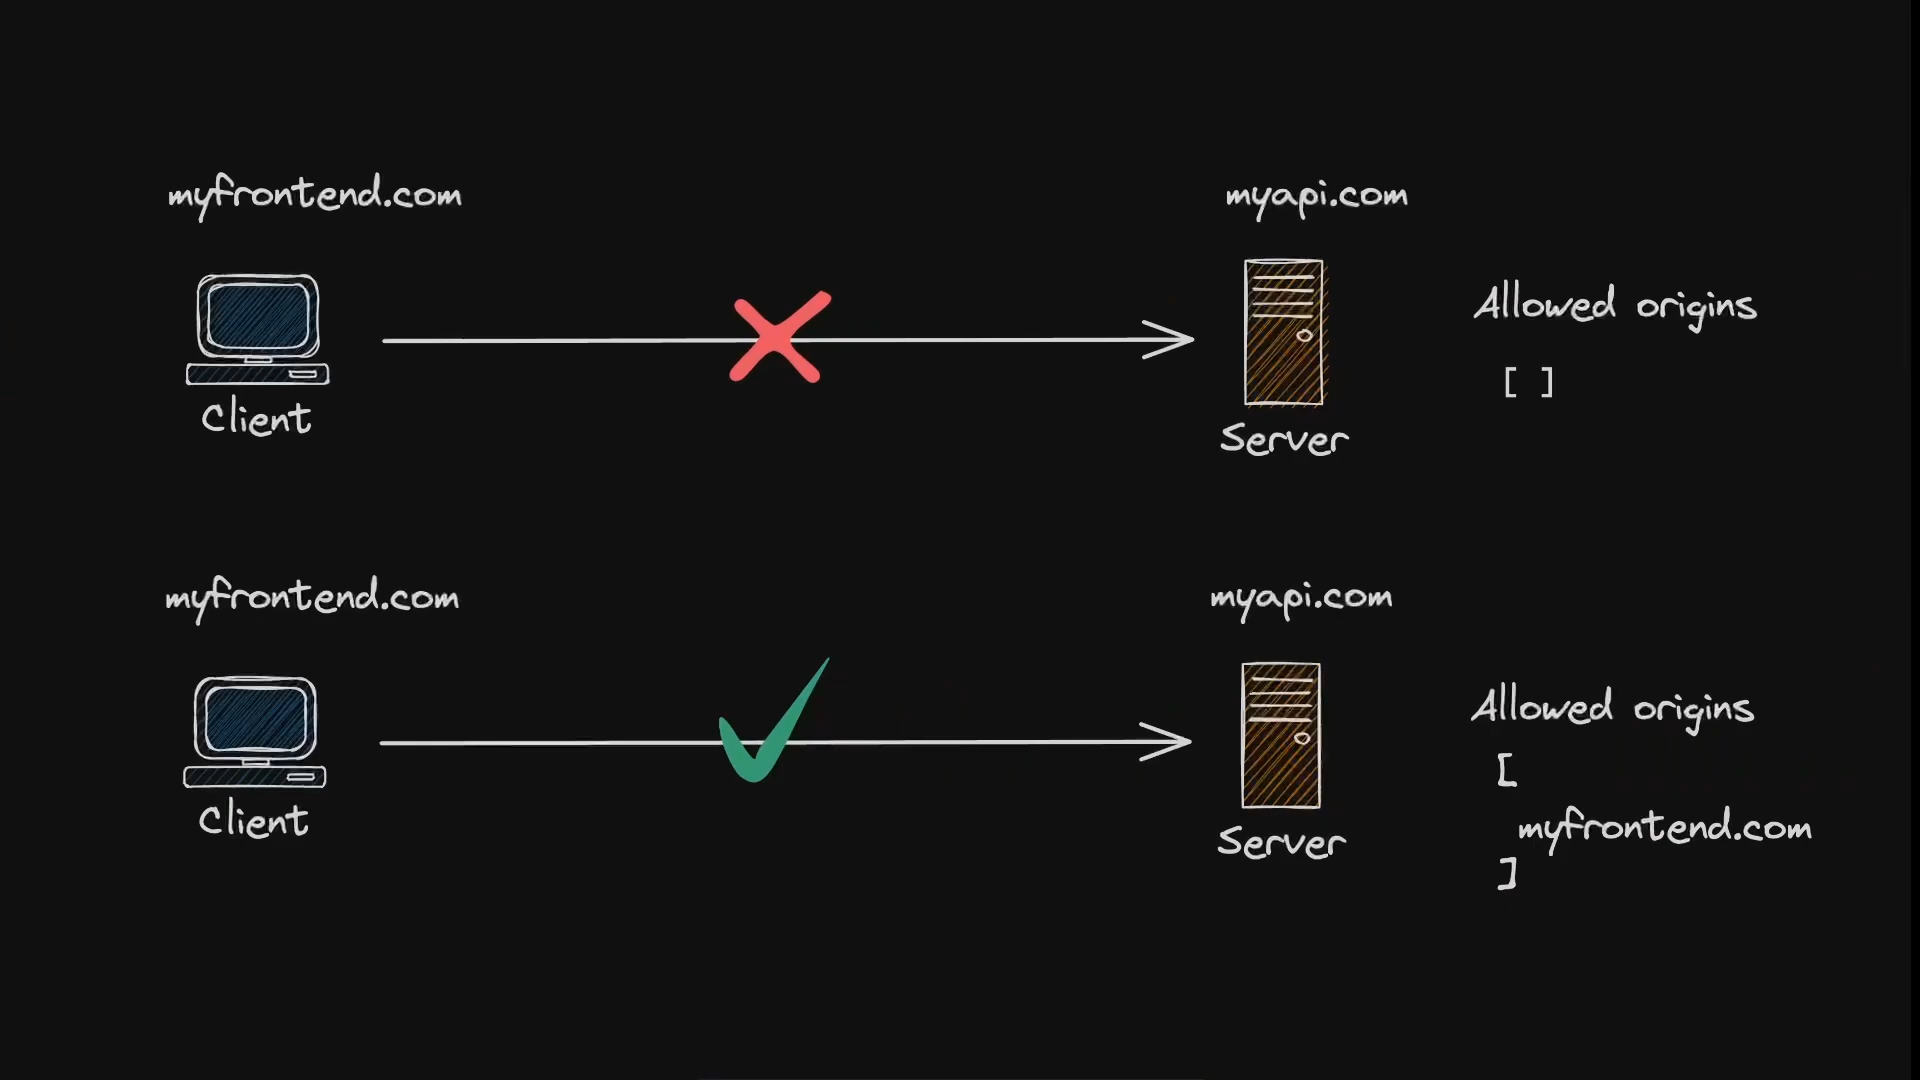 myfrontend.com
myapi.com
Allowed origins
[ ]
Client
Server
myfrontend.com
myapi.com
Allowed origins
[
myfrontend.com
]
Client
Server